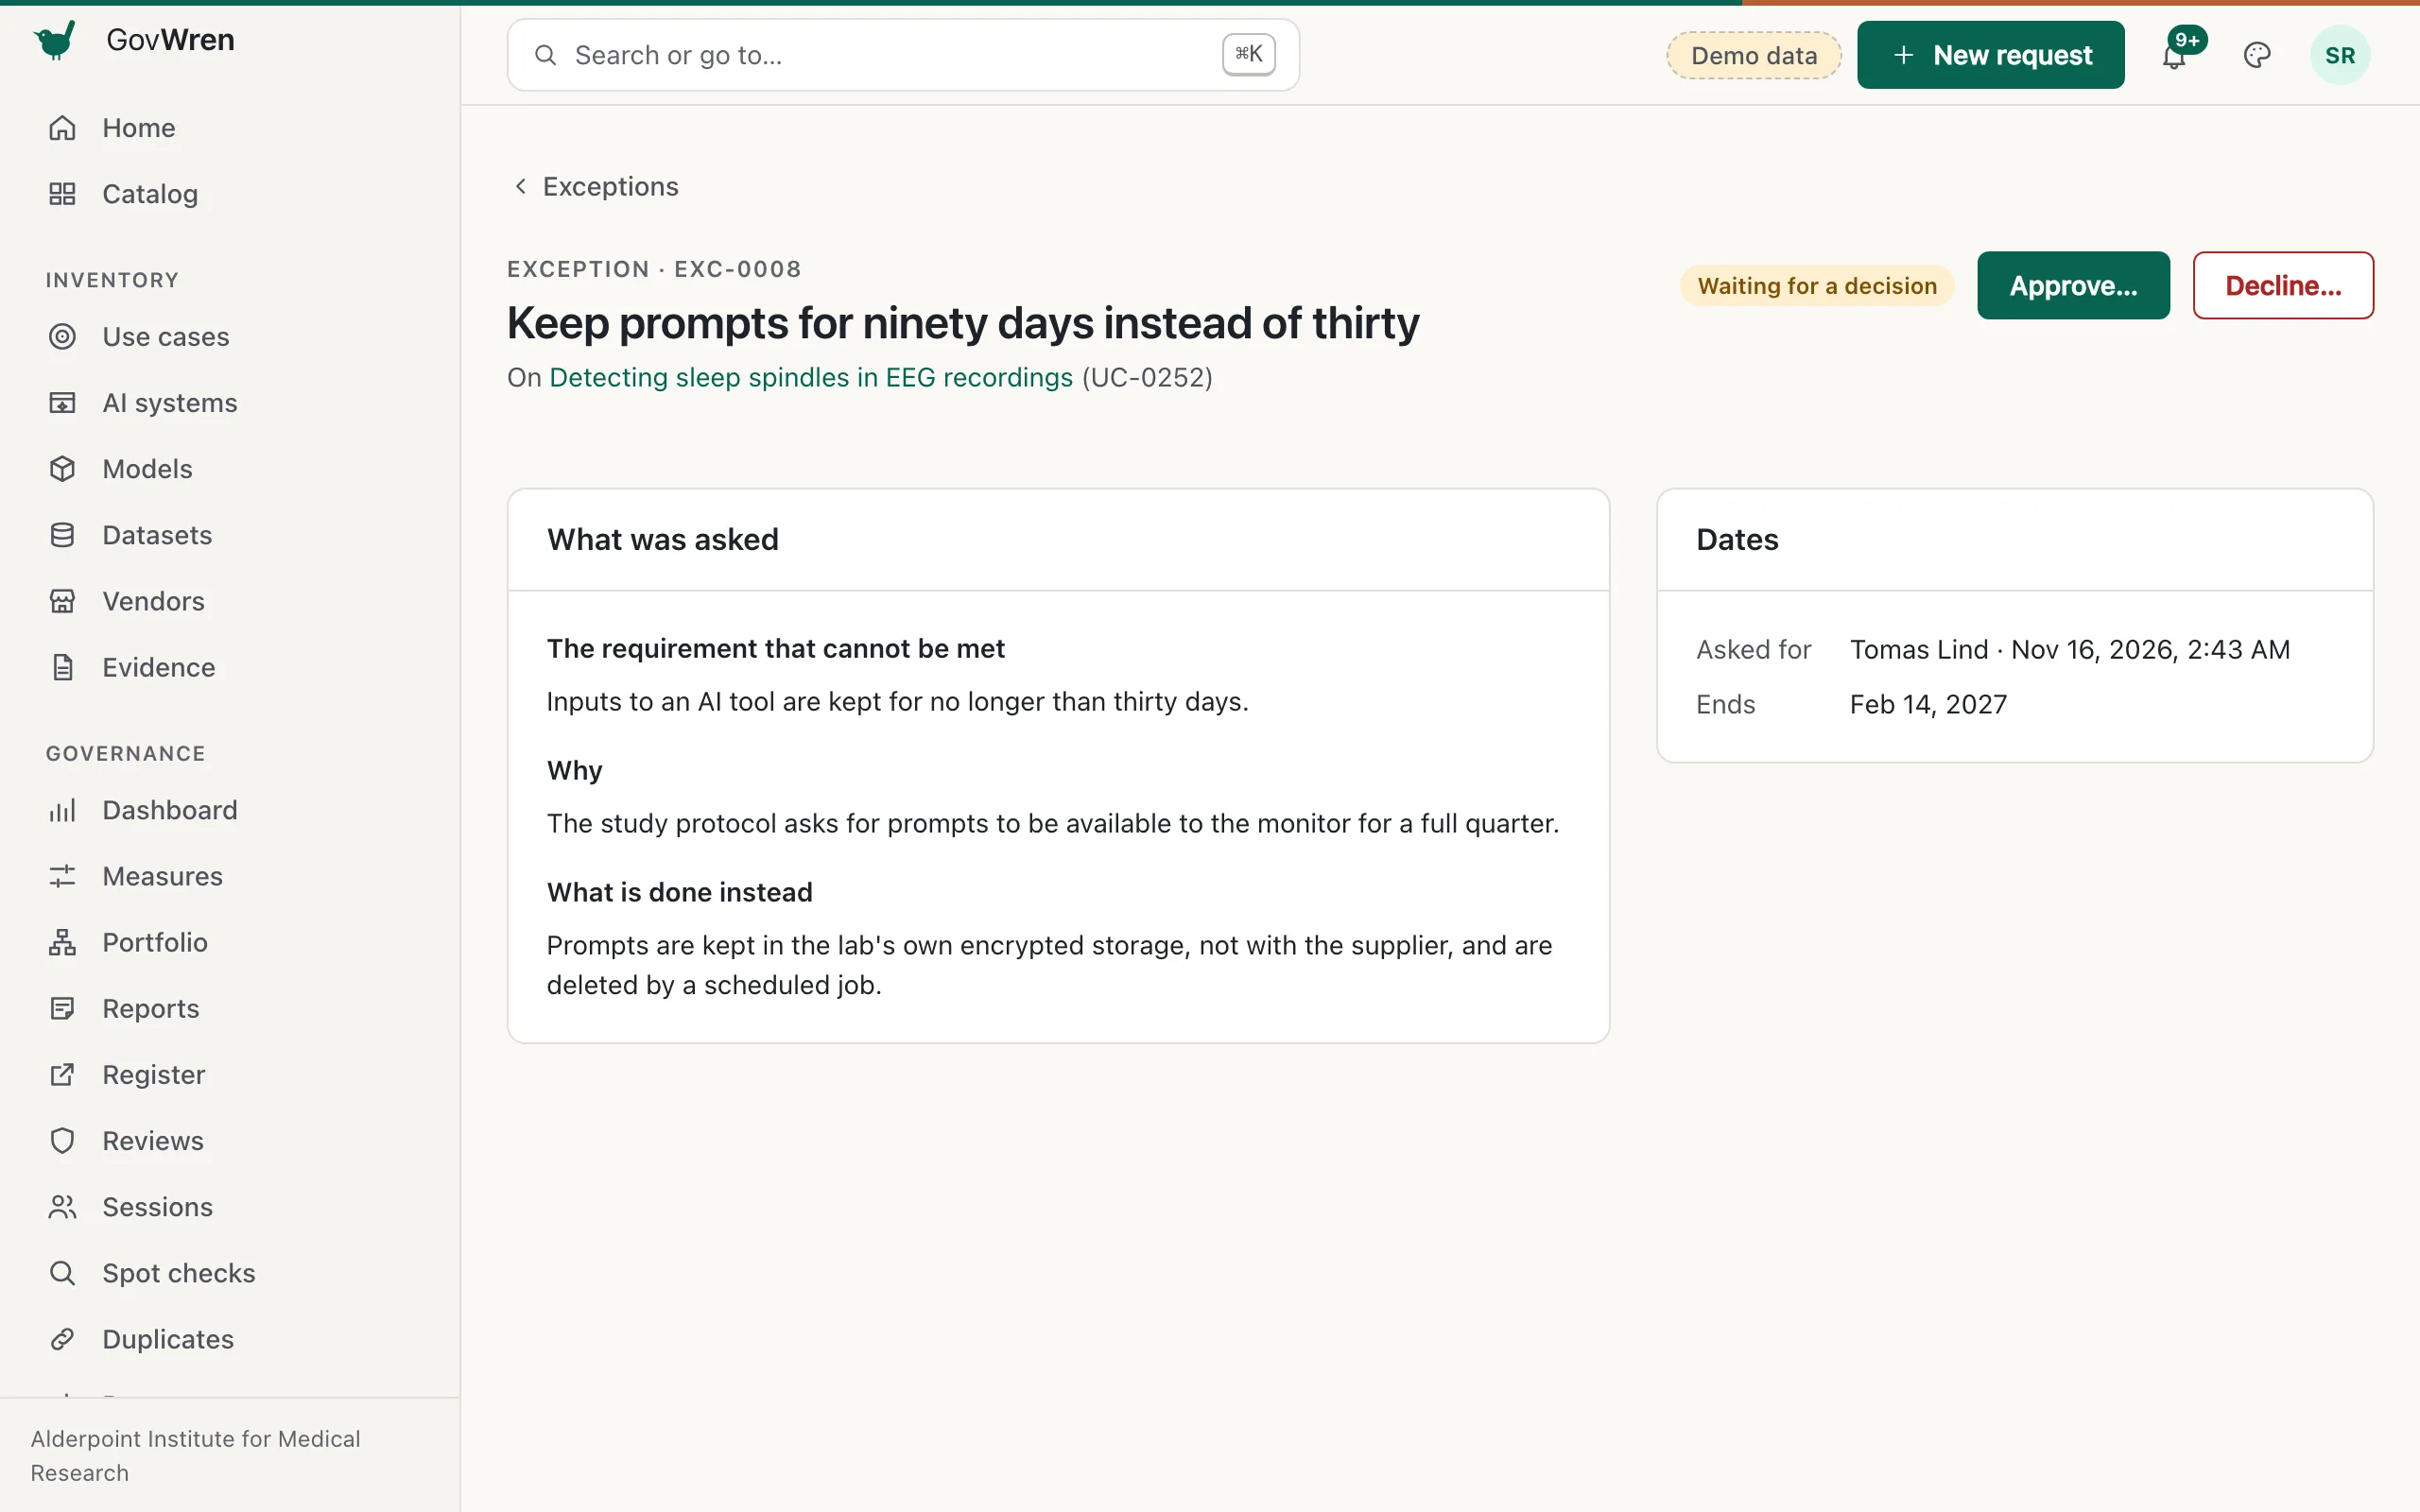 GovWren
Search or go to...
⌘K
Demo data
New request
9+
SR
Home
Catalog
INVENTORY
Use cases
AI systems
Models
Datasets
Vendors
Evidence
GOVERNANCE
Dashboard
Measures
Portfolio
Reports
Register
Reviews
Sessions
Spot checks
Duplicates
Alderpoint Institute for Medical
Research
Exceptions
EXCEPTION · EXC-0008
Keep prompts for ninety days instead of thirty
On Detecting sleep spindles in EEG recordings (UC-0252)
Waiting for a decision
Approve...
Decline...
What was asked
The requirement that cannot be met
Inputs to an AI tool are kept for no longer than thirty days.
Why
The study protocol asks for prompts to be available to the monitor for a full quarter.
What is done instead
Prompts are kept in the lab's own encrypted storage, not with the supplier, and are
deleted by a scheduled job.
Dates
Asked for Tomas Lind · Nov 16, 2026, 2:43 AM
Ends Feb 14, 2027